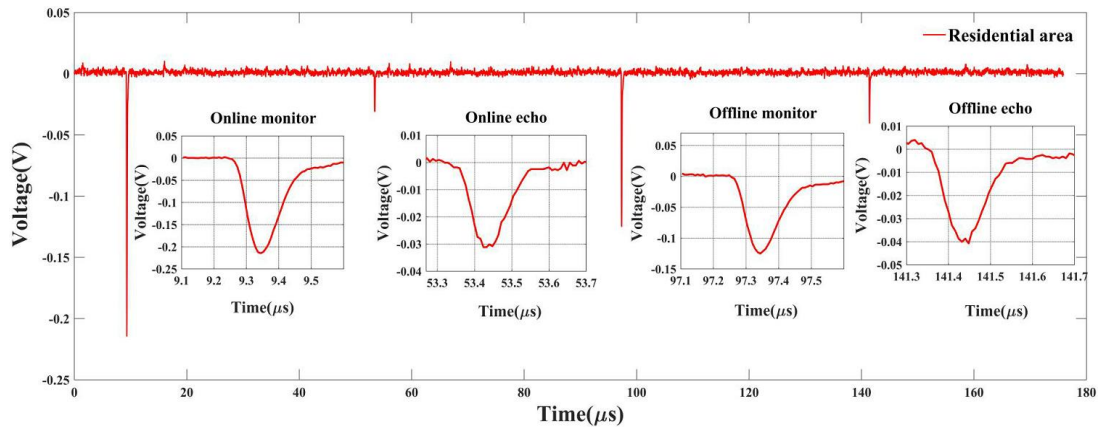 0.05
0
-0.05
-0.1
-0.15
-0.2
-0.25
Voltage(V)
0 20 40 60 80 100 120 140 160 180
Time(μs)
Residential area
Online monitor
0.05
0
-0.05
-0.1
-0.15
-0.2
-0.25
Voltage(V)
9.1 9.2 9.3 9.4 9.5
Time(μs)
Online echo
0.01
0
-0.01
-0.02
-0.03
-0.04
Voltage(V)
53.3 53.4 53.5 53.6 53.7
Time(μs)
Offline monitor
0.05
0
-0.05
-0.1
-0.15
Voltage(V)
97.1 97.2 97.3 97.4 97.5
Time(μs)
Offline echo
0.01
0
-0.01
-0.02
-0.03
-0.04
-0.05
Voltage(V)
141.3 141.4 141.5 141.6 141.7
Time(μs)